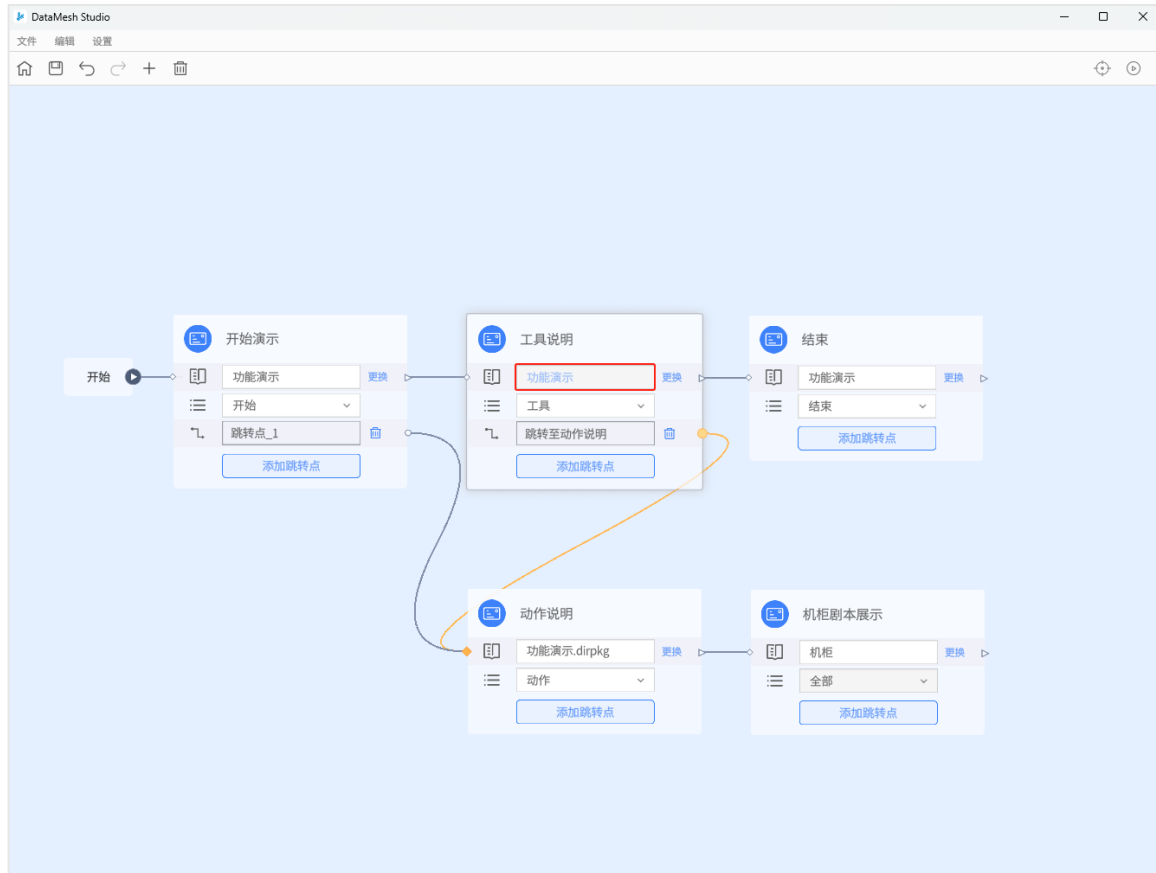 DataMesh Studio
文件 编辑 设置
开始
开始演示
功能演示 更换
开始
跳转点_1
添加跳转点
工具说明
功能演示 更换
工具
跳转至动作说明
添加跳转点
结束
功能演示 更换
结束
添加跳转点
动作说明
功能演示.dirpkg 更换
动作
添加跳转点
机柜剧本展示
机柜 更换
全部
添加跳转点